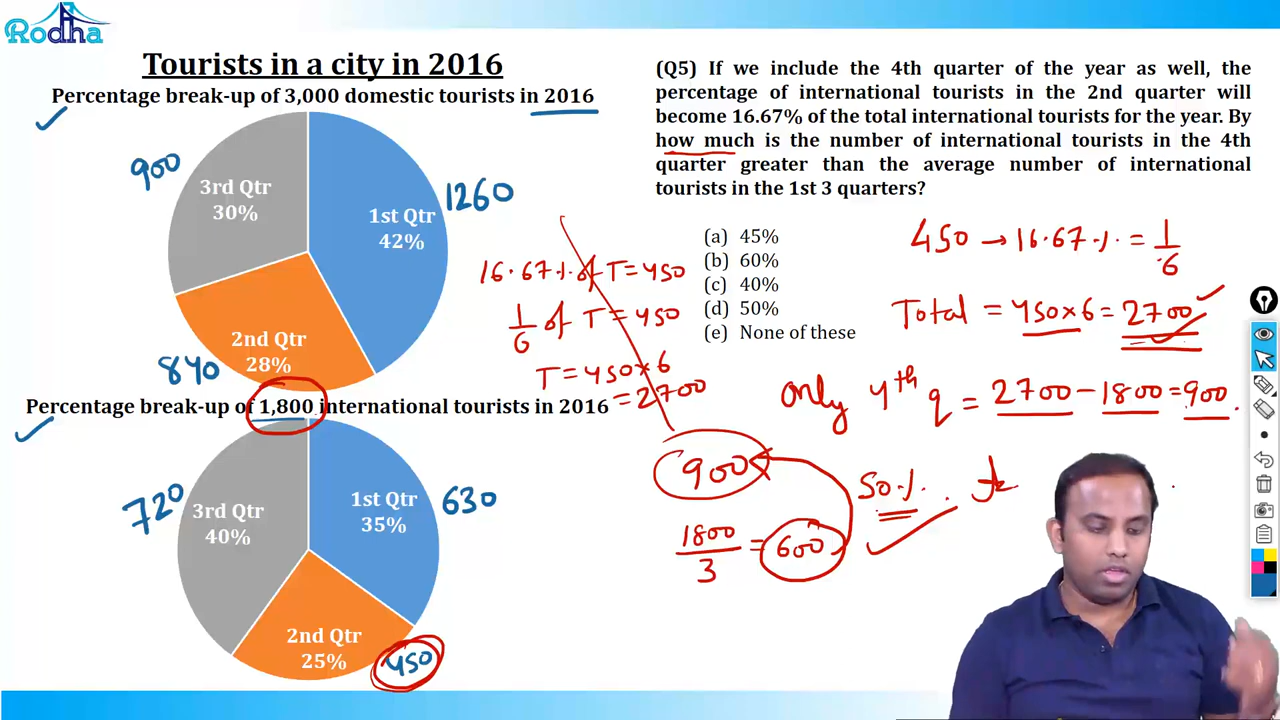 Rodha
Tourists in a city in 2016
Percentage break-up of 3,000 domestic tourists in 2016
900
3rd Qtr
30%
1st Qtr
42%
1260
2nd Qtr
28%
840
Percentage break-up of 1,800 international tourists in 2016
720
3rd Qtr
40%
1st Qtr
35%
630
2nd Qtr
25%
450
(Q5) If we include the 4th quarter of the year as well, the
percentage of international tourists in the 2nd quarter will
become 16.67% of the total international tourists for the year. By
how much is the number of international tourists in the 4th
quarter greater than the average number of international
tourists in the 1st 3 quarters?
(a) 45%
(b) 60%
(c) 40%
(d) 50%
(e) None of these
16.67% of T = 450
1/6 of T = 450
T = 450 × 6
= 2700
450 → 16.67% = 1/6
Total = 450×6 = 2700
only 4th q = 2700 - 1800 = 900.
900
1800/3 = 600
50%.